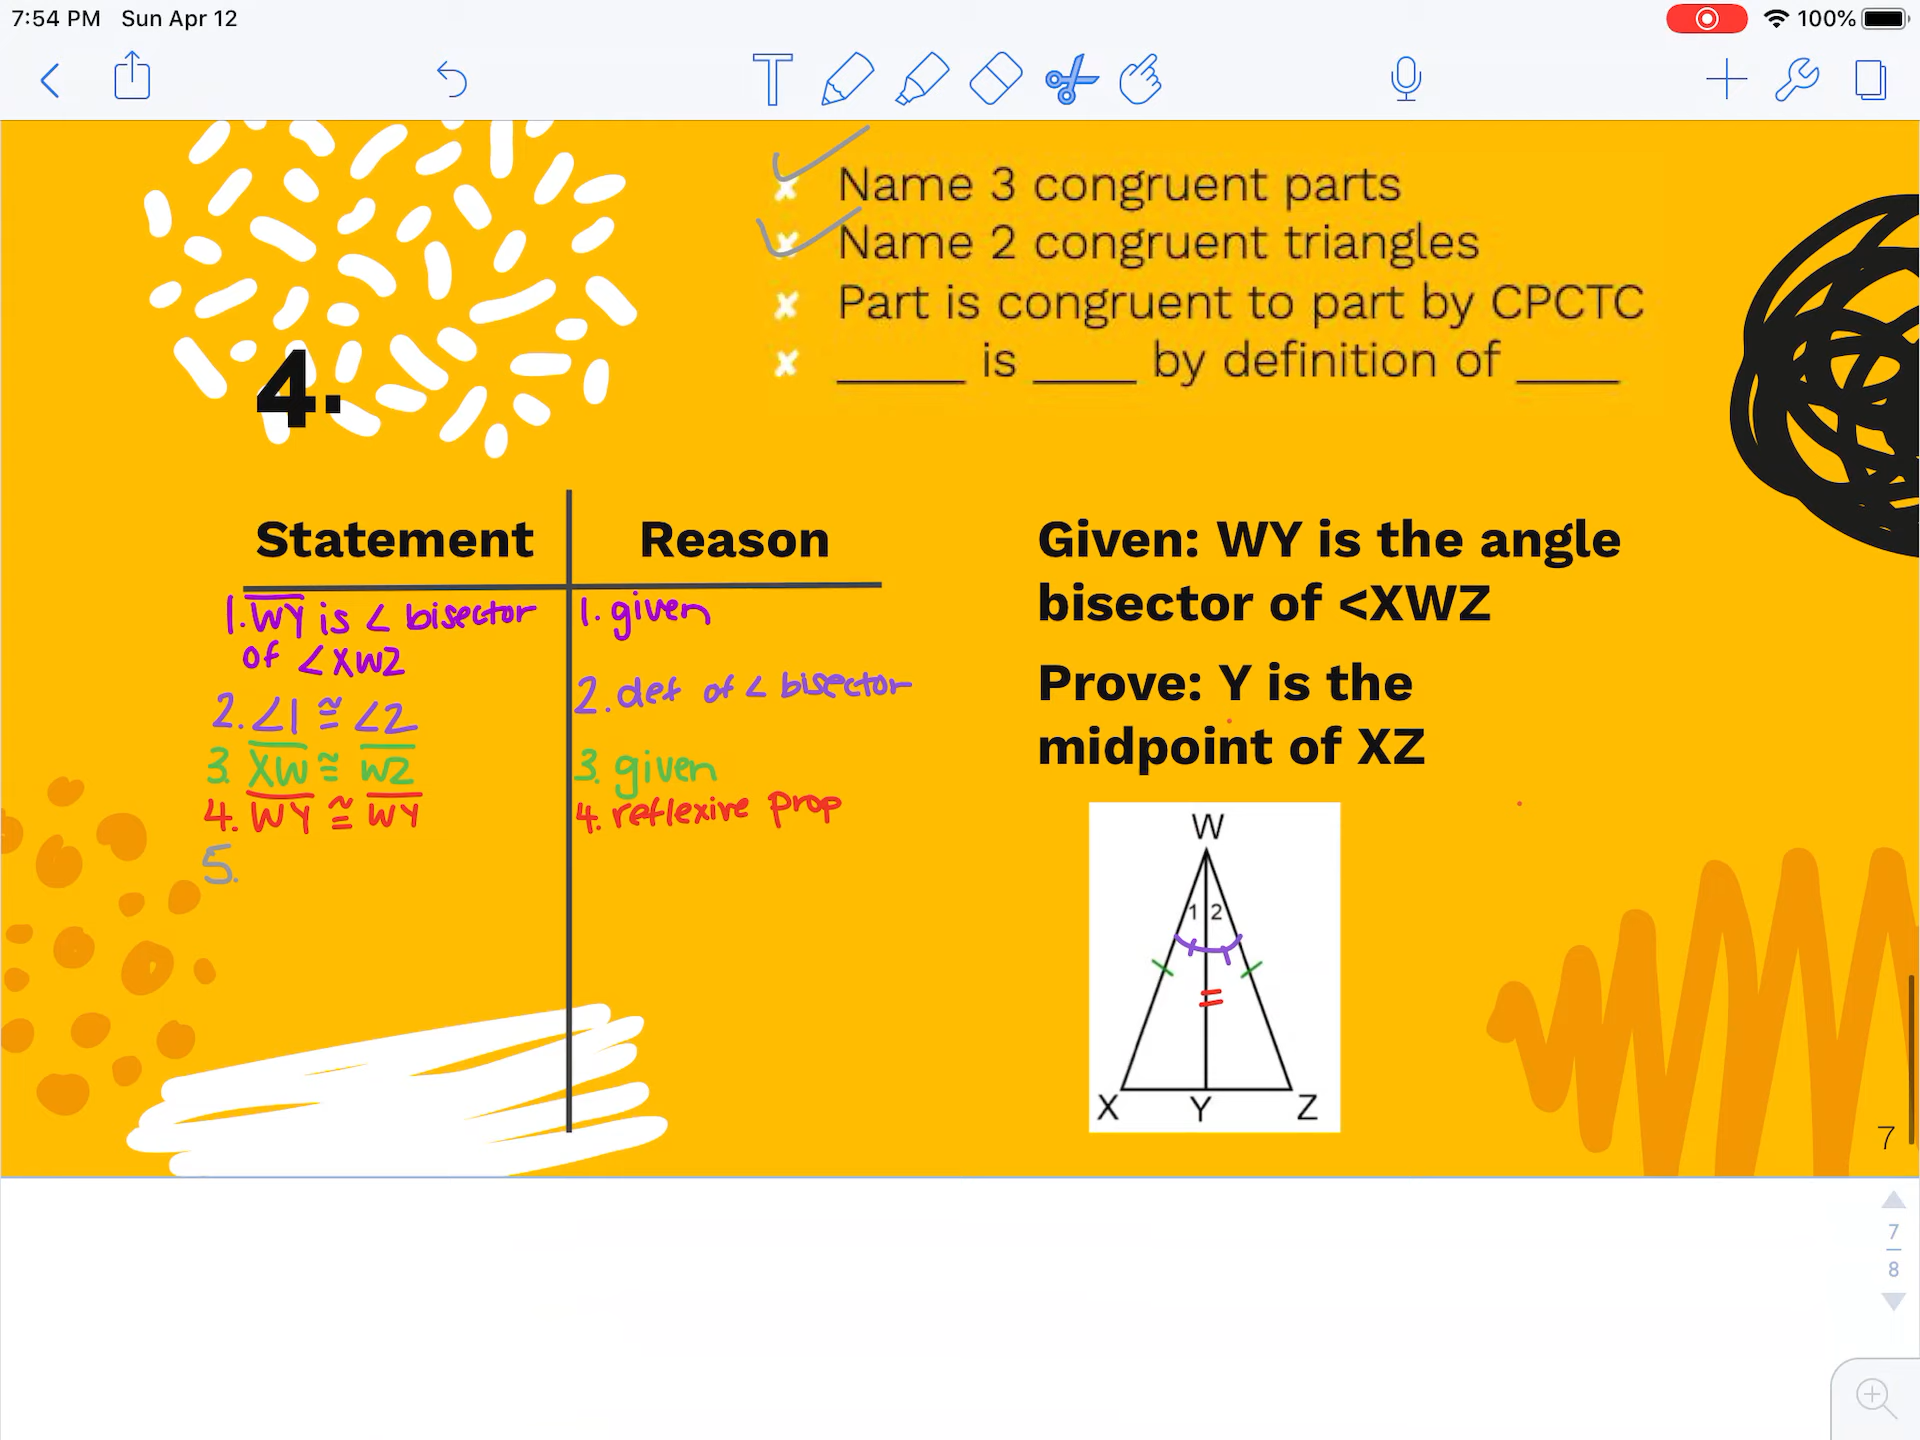 7:54 PM Sun Apr 12
100%
T
Name 3 congruent parts
Name 2 congruent triangles
Part is congruent to part by CPCTC
_____ is ____ by definition of ____
4.
Statement Reason
1. WY is ∠ bisector
of ∠XWZ
1. given
2. ∠1 ≅ ∠2
2. def of ∠ bisector
3. XW ≅ WZ
3. given
4. WY ≅ WY
4. reflexive prop
5.
Given: WY is the angle
bisector of <XWZ
Prove: Y is the
midpoint of XZ
W
1 2
X Y Z
7
7
8